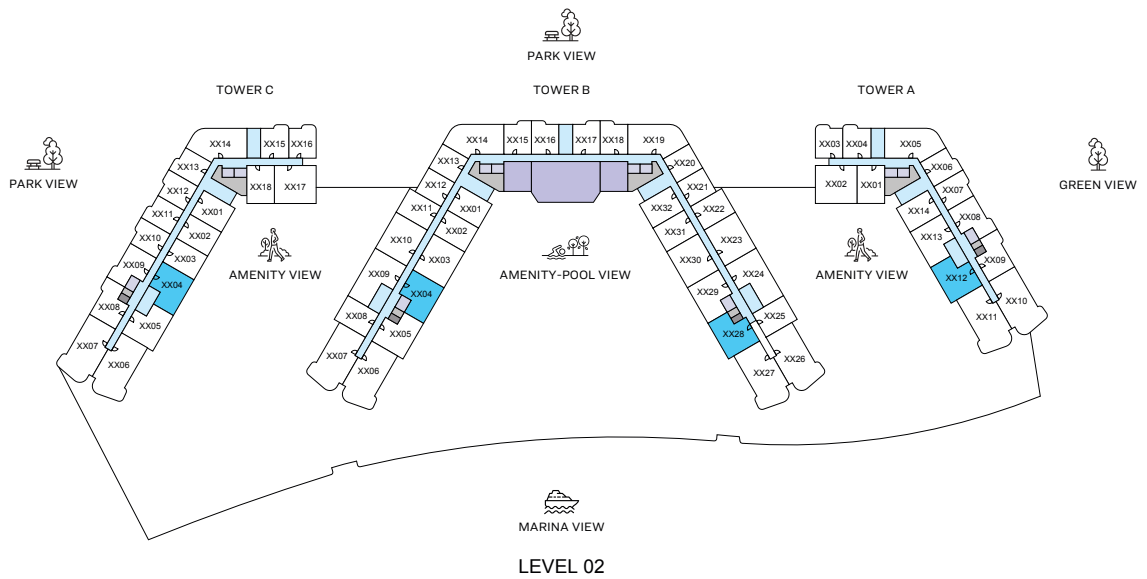 PARK VIEW
TOWER C
TOWER B
TOWER A
PARK VIEW
GREEN VIEW
XX14
XX15
XX16
XX13
XX18
XX17
XX12
XX01
XX11
XX02
XX10
XX03
XX09
XX04
XX08
XX05
XX07
XX06
AMENITY VIEW
XX14
XX15
XX16
XX17
XX18
XX19
XX13
XX20
XX12
XX21
XX01
XX32
XX11
XX22
XX02
XX31
XX10
XX23
XX03
XX30
XX09
XX24
XX04
XX29
XX08
XX25
XX05
XX28
XX07
XX26
XX06
XX27
AMENITY-POOL VIEW
XX03
XX04
XX05
XX02
XX01
XX06
XX07
XX14
XX08
XX13
XX09
XX12
XX10
XX11
AMENITY VIEW
MARINA VIEW
LEVEL 02